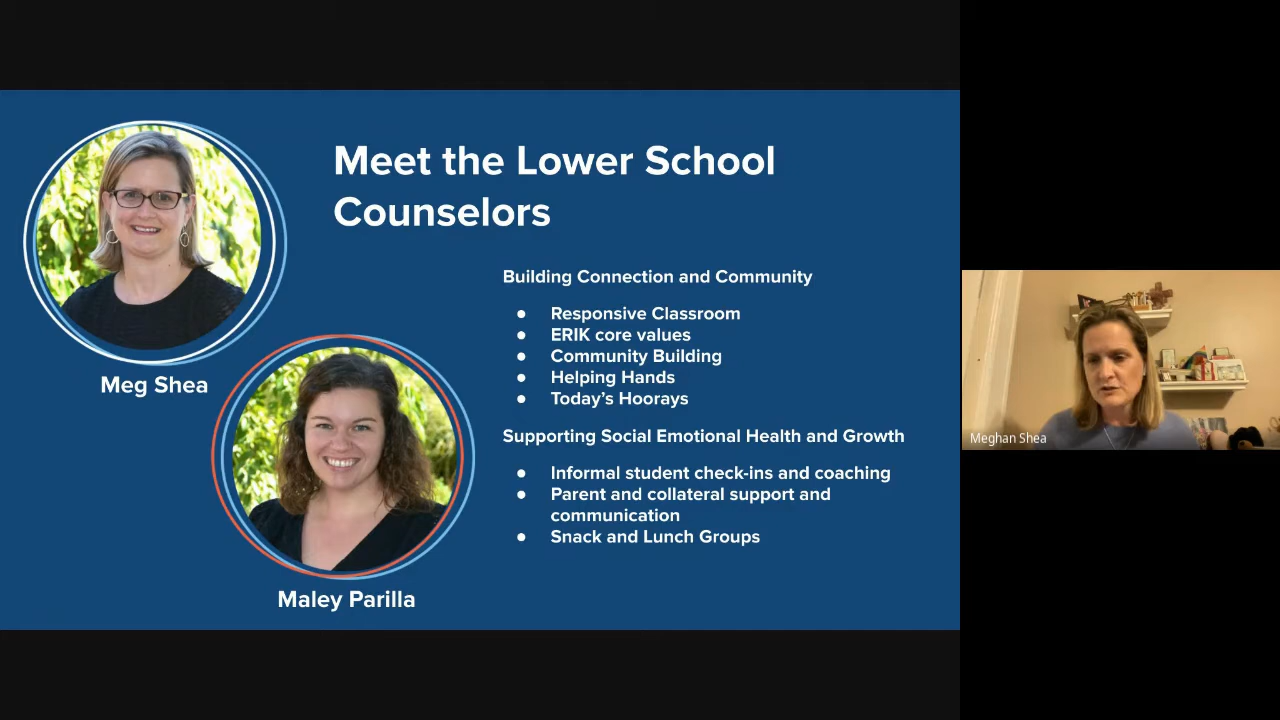 Meet the Lower School
Counselors
Building Connection and Community
● Responsive Classroom
● ERIK core values
● Community Building
● Helping Hands
● Today’s Hoorays
Meg Shea
Supporting Social Emotional Health and Growth
● Informal student check-ins and coaching
● Parent and collateral support and
communication
● Snack and Lunch Groups
Maley Parilla
Meghan Shea